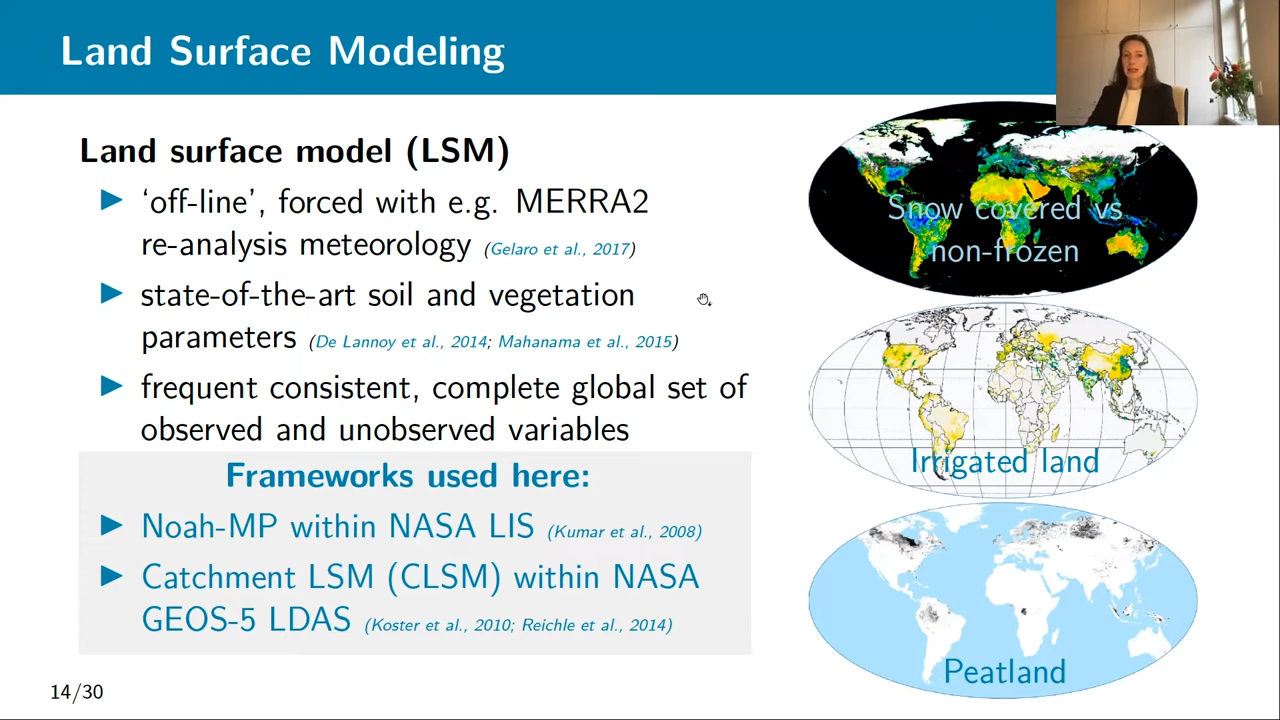 Land Surface Modeling
Land surface model (LSM)
‘off-line’, forced with e.g. MERRA2
re-analysis meteorology (Gelaro et al., 2017)
state-of-the-art soil and vegetation
parameters (De Lannoy et al., 2014; Mahanama et al., 2015)
frequent consistent, complete global set of
observed and unobserved variables
Frameworks used here:
Noah-MP within NASA LIS (Kumar et al., 2008)
Catchment LSM (CLSM) within NASA
GEOS-5 LDAS (Koster et al., 2010; Reichle et al., 2014)
14/30
Snow covered vs
non-frozen
Irrigated land
Peatland